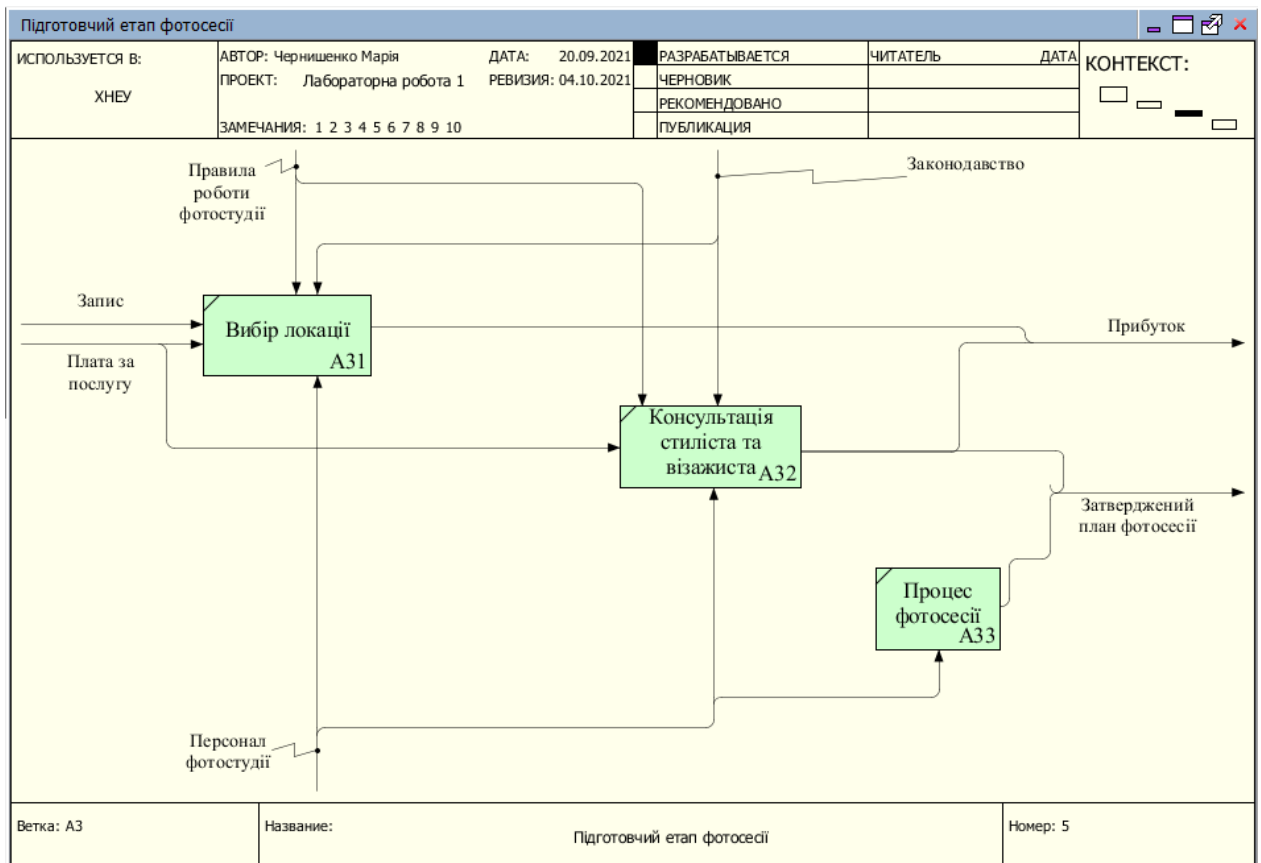 Підготовчий етап фотосесії
ИСПОЛЬЗУЕТСЯ В:
ХНЕУ
АВТОР: Чернишенко Марія
ДАТА: 20.09.2021
ПРОЕКТ: Лабораторна робота 1
РЕВИЗИЯ: 04.10.2021
ЗАМЕЧАНИЯ: 1 2 3 4 5 6 7 8 9 10
РАЗРАБАТЫВАЕТСЯ
ЧЕРНОВИК
РЕКОМЕНДОВАНО
ПУБЛИКАЦИЯ
ЧИТАТЕЛЬ
ДАТА
КОНТЕКСТ:
Правила
роботи
фотостудії
Законодавство
Запис
Плата за
послугу
Вибір локації
A31
Прибуток
Консультація
стиліста та
візажиста
A32
Затверджений
план фотосесії
Процес
фотосесії
A33
Персонал
фотостудії
Ветка: A3
Название:
Підготовчий етап фотосесії
Номер: 5